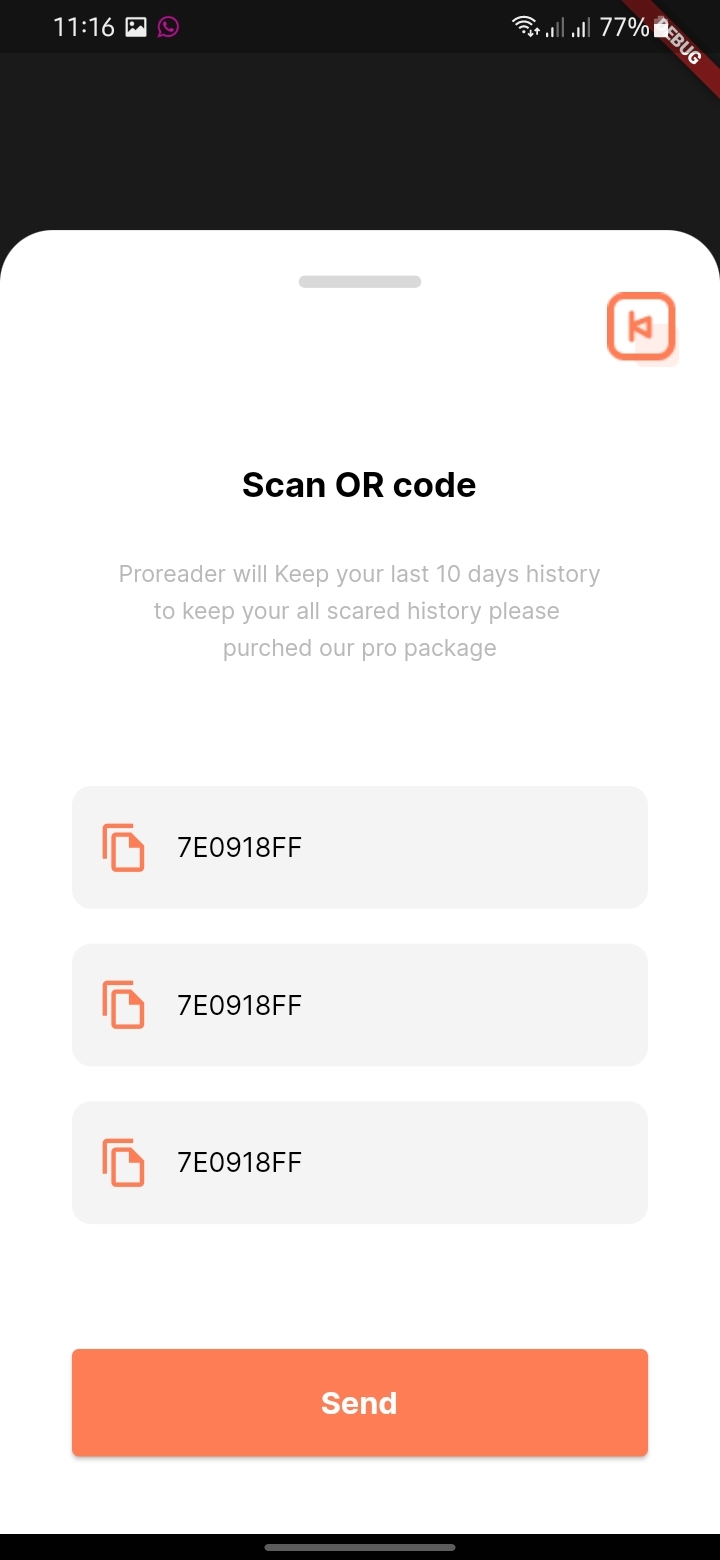 11:16
77%
EBUG
Scan OR code
Proreader will Keep your last 10 days history
to keep your all scared history please
purched our pro package
7E0918FF
7E0918FF
7E0918FF
Send